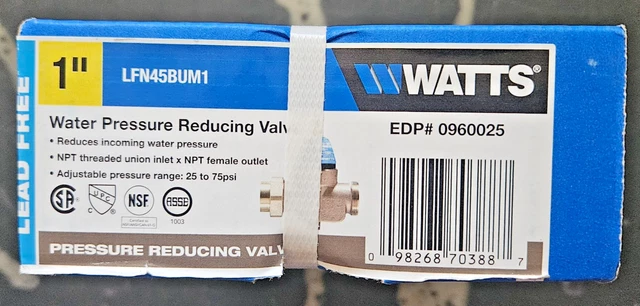 LEAD FREE
1"
LFN45BUM1
WATTS®
Water Pressure Reducing Valv
EDP# 0960025
• Reduces incoming water pressure
• NPT threaded union inlet x NPT female outlet
• Adjustable pressure range: 25 to 75psi
SA UPC NSF ASSE
C
1003
PRESSURE REDUCING VALV
0 98268 70388 7